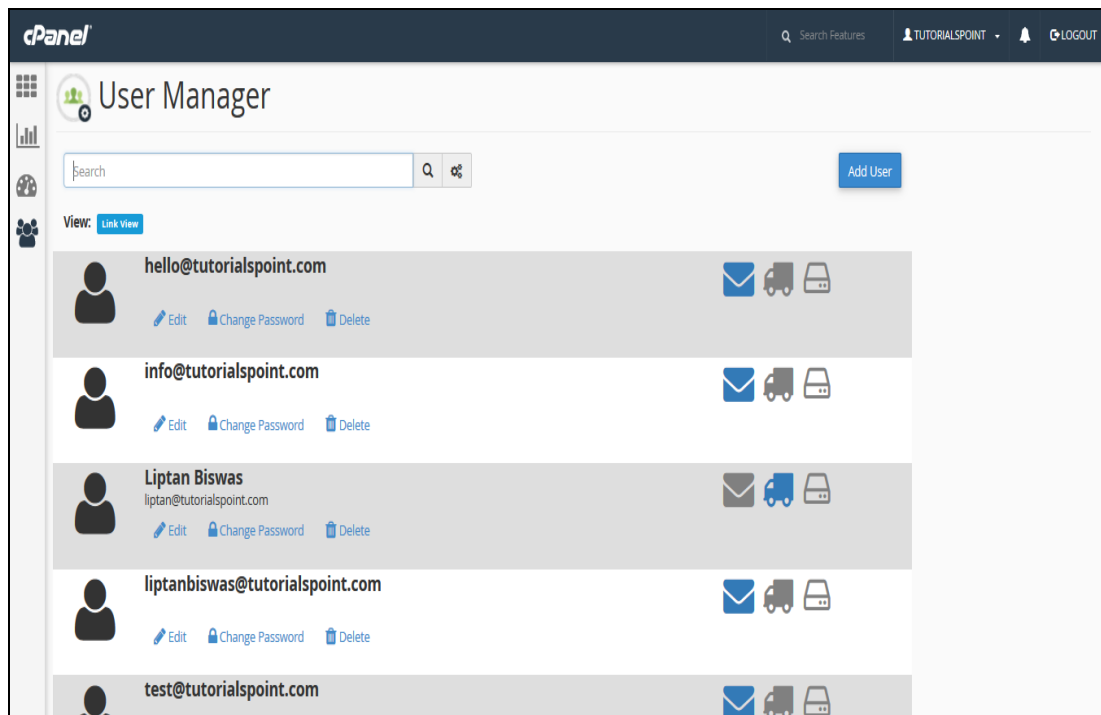 cPanel
Search Features
TUTORIALSPOINT
LOGOUT
User Manager
Search
Add User
View: Link View
hello@tutorialspoint.com
Edit Change Password Delete
info@tutorialspoint.com
Edit Change Password Delete
Liptan Biswas
liptan@tutorialspoint.com
Edit Change Password Delete
liptanbiswas@tutorialspoint.com
Edit Change Password Delete
test@tutorialspoint.com